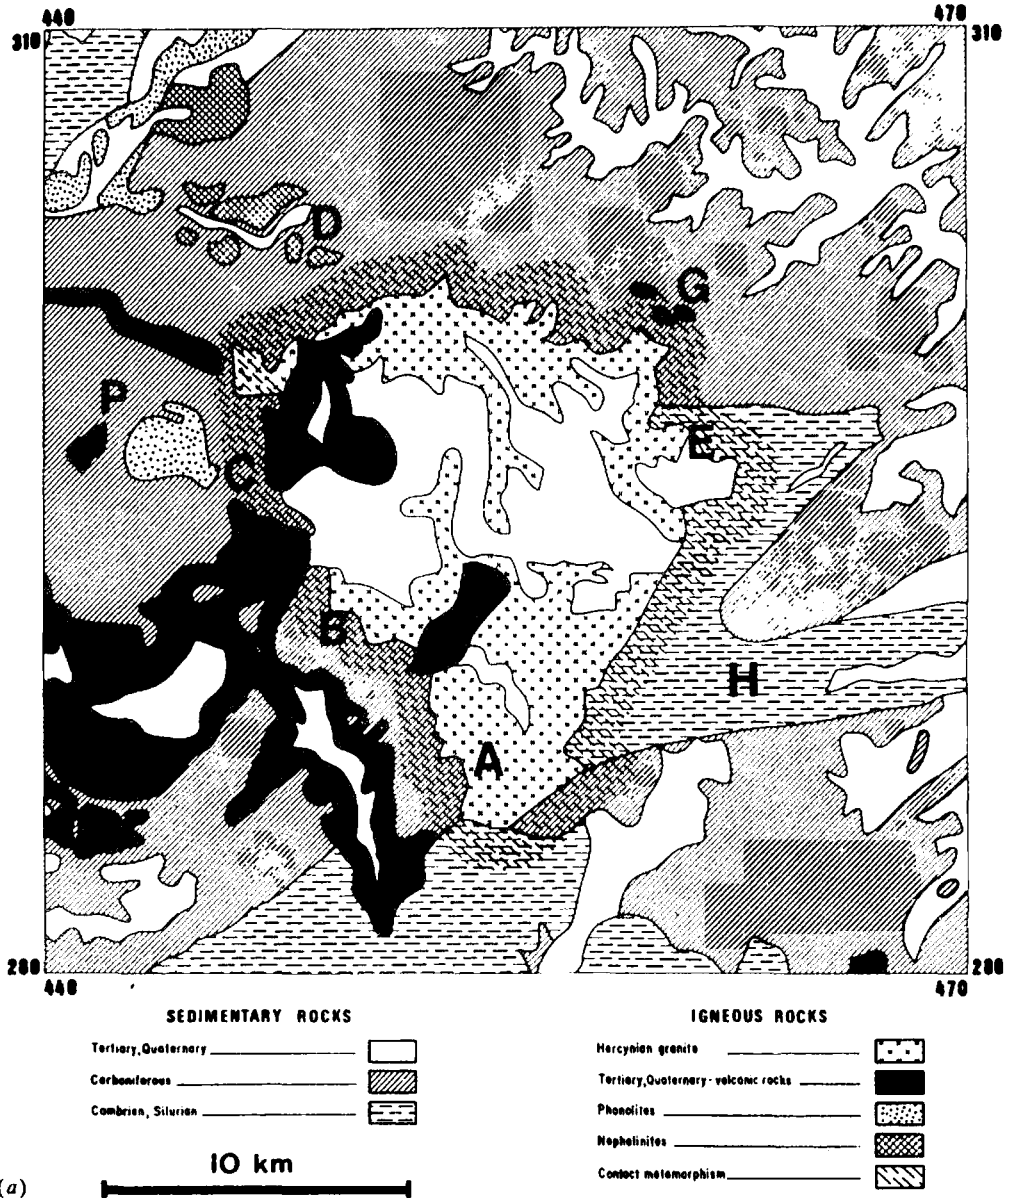 440 470
310 310
D
G
P
E
C
B
H
A
280 280
440 470
SEDIMENTARY ROCKS
Tertiary,Quaternary
Carboniferous
Cambrian, Silurian
10 km
(a)
IGNEOUS ROCKS
Hercynian granite
Tertiary,Quaternary-volcanic rocks
Phonolites
Nephelinites
Contact metamorphism